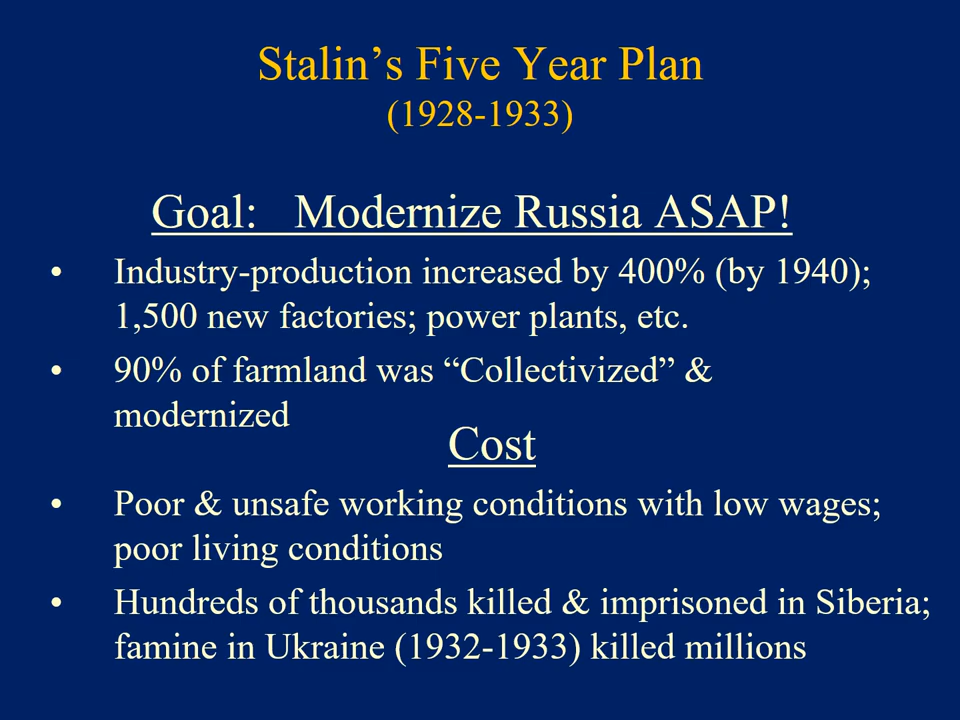 Stalin’s Five Year Plan
(1928-1933)
Goal:   Modernize Russia ASAP!
• Industry-production increased by 400% (by 1940);
1,500 new factories; power plants, etc.
• 90% of farmland was “Collectivized” &
modernized
Cost
• Poor & unsafe working conditions with low wages;
poor living conditions
• Hundreds of thousands killed & imprisoned in Siberia;
famine in Ukraine (1932-1933) killed millions